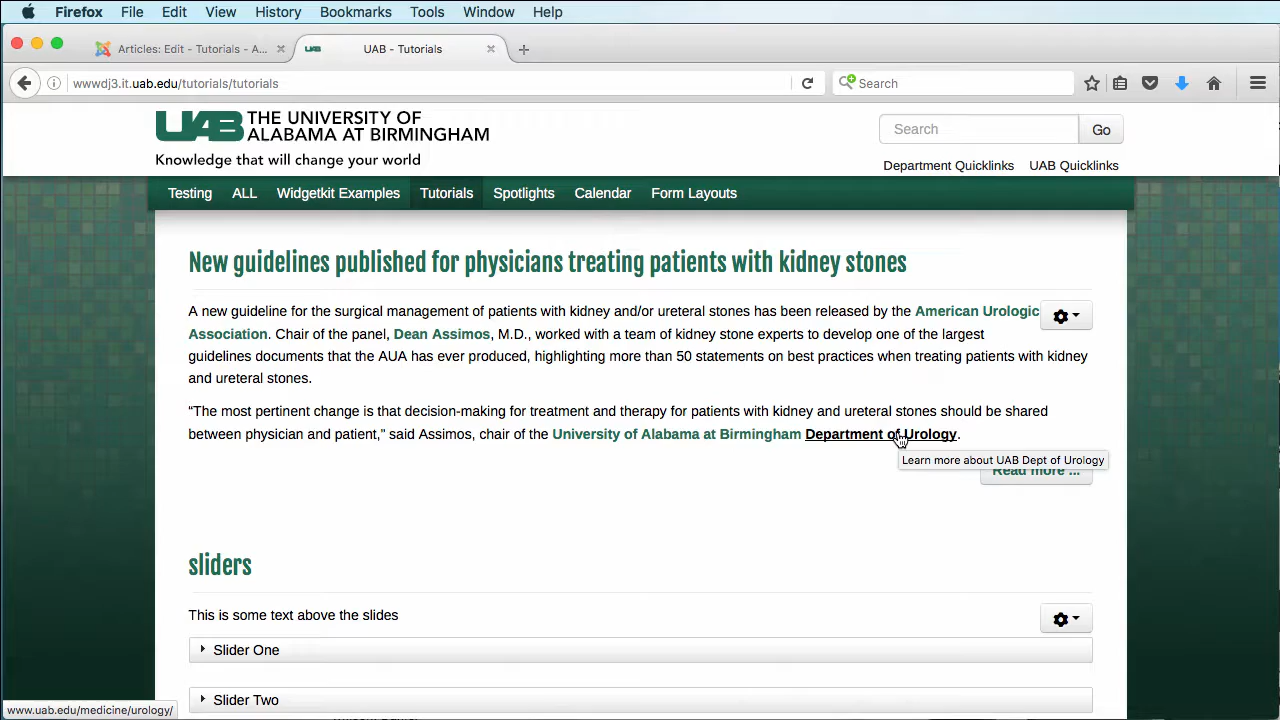 Firefox File Edit View History Bookmarks Tools Window Help
Articles: Edit - Tutorials - A...
UAB - Tutorials
wwwdj3.it.uab.edu/tutorials/tutorials
Search
UAB THE UNIVERSITY OF
ALABAMA AT BIRMINGHAM
Knowledge that will change your world
Search
Go
Department Quicklinks UAB Quicklinks
Testing ALL Widgetkit Examples Tutorials Spotlights Calendar Form Layouts
New guidelines published for physicians treating patients with kidney stones
A new guideline for the surgical management of patients with kidney and/or ureteral stones has been released by the American Urologic
Association. Chair of the panel, Dean Assimos, M.D., worked with a team of kidney stone experts to develop one of the largest
guidelines documents that the AUA has ever produced, highlighting more than 50 statements on best practices when treating patients with kidney
and ureteral stones.
“The most pertinent change is that decision-making for treatment and therapy for patients with kidney and ureteral stones should be shared
between physician and patient,” said Assimos, chair of the University of Alabama at Birmingham Department of Urology.
Learn more about UAB Dept of Urology
Read more ...
sliders
This is some text above the slides
Slider One
Slider Two
www.uab.edu/medicine/urology/